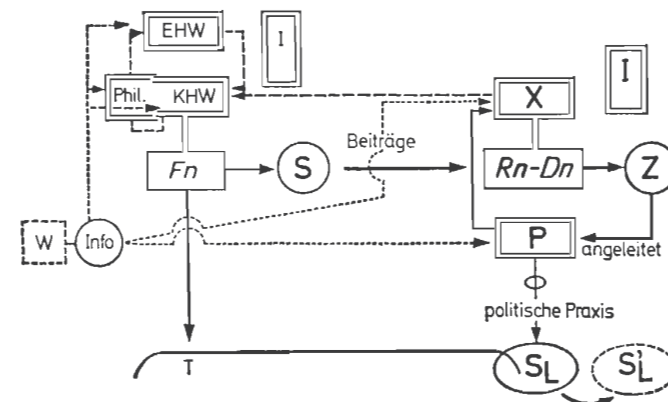 EHW
I
I
Phil. KHW
X
Beiträge
Fn
S
Rn-Dn
Z
W
Info
P
angeleitet
politische Praxis
T
SL
S'L